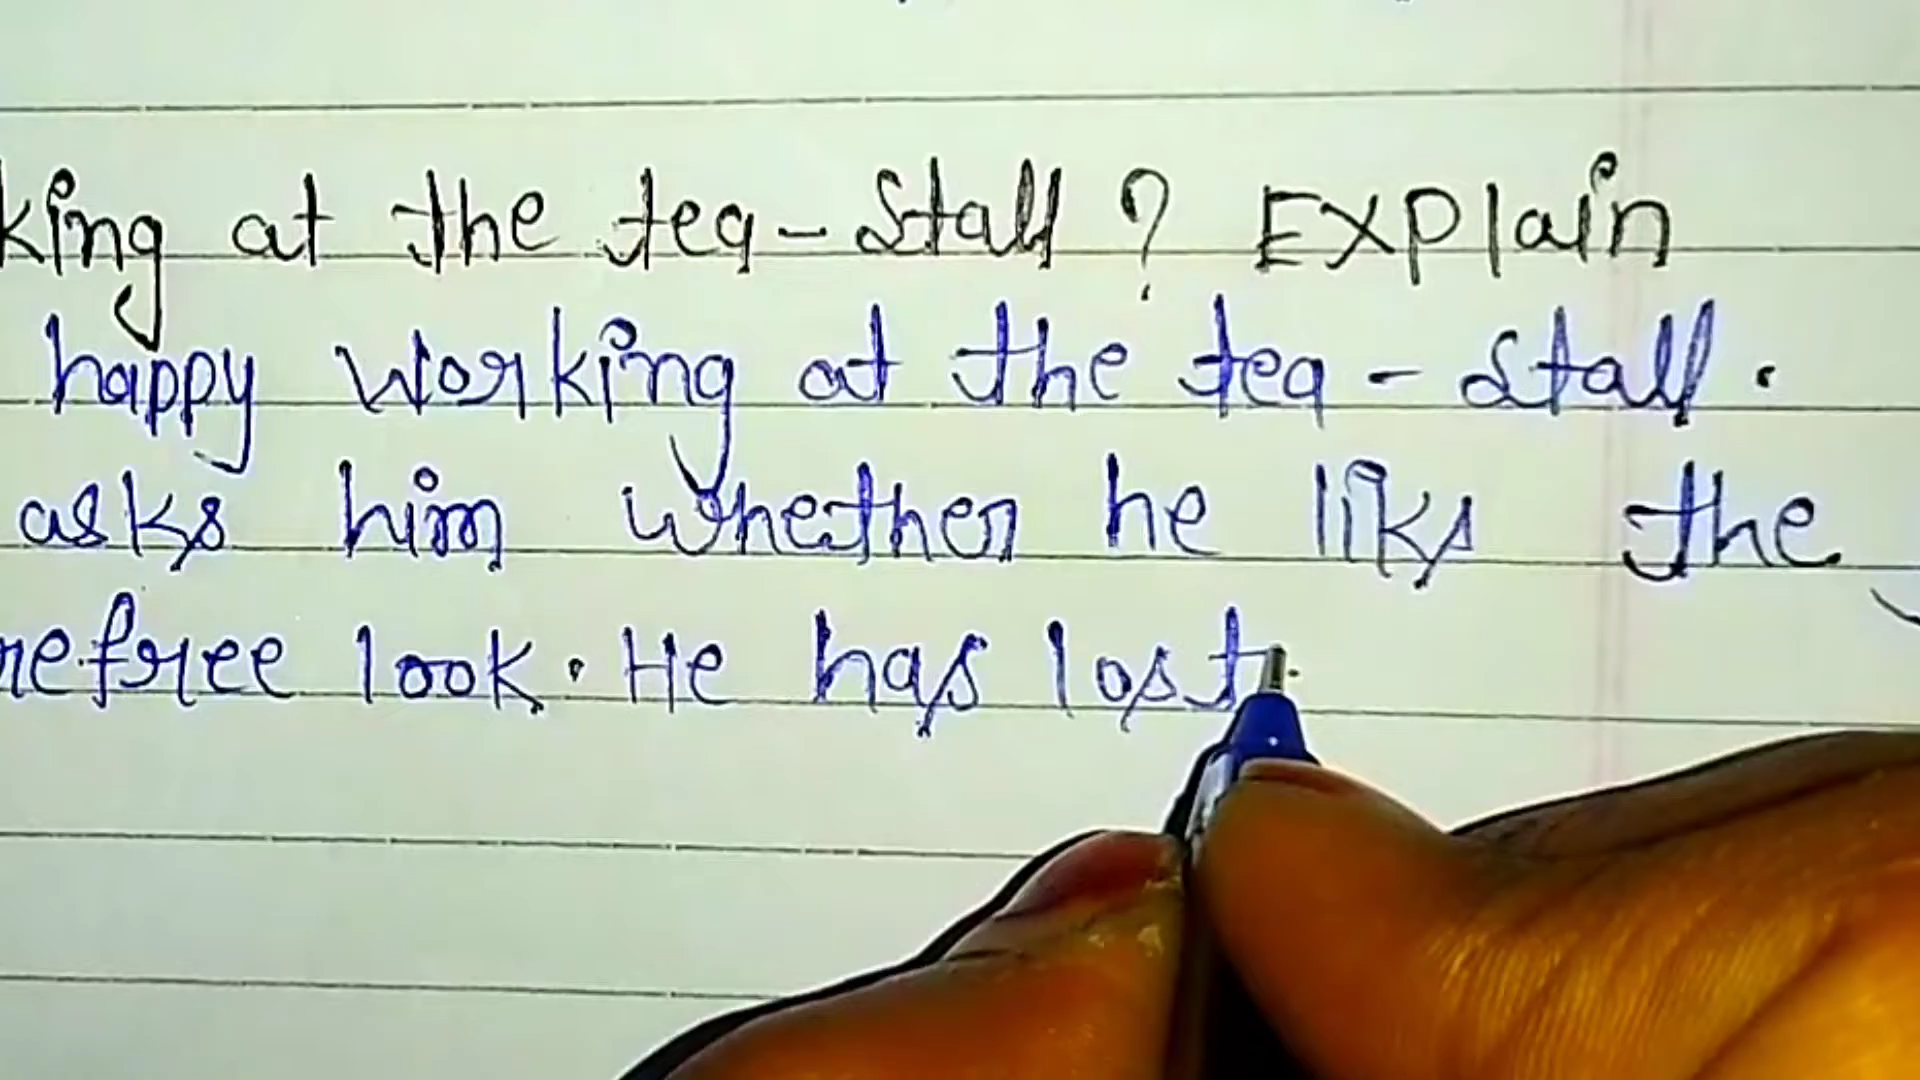 king at the tea-stall? Explain
happy working at the tea-stall.
asks him whether he liks the
refree look. He has lost